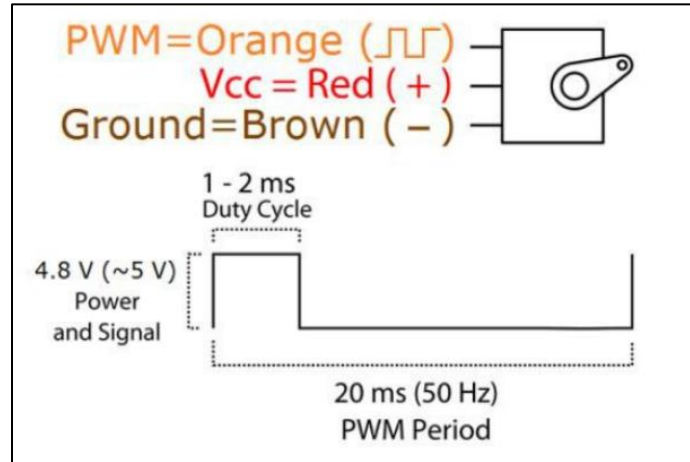 PWM=Orange (⎍⎍)
Vcc = Red ( + )
Ground=Brown ( − )
1 - 2 ms
Duty Cycle
4.8 V (~5 V)
Power
and Signal
20 ms (50 Hz)
PWM Period